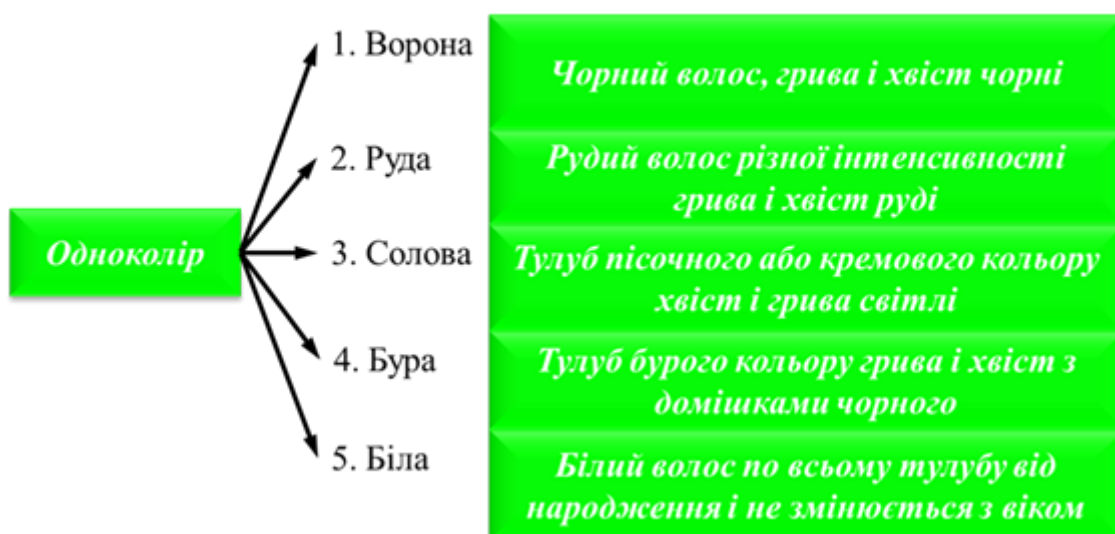 Одноколір
1. Ворона
Чорний волос, грива і хвіст чорні
2. Руда
Рудий волос різної інтенсивності
грива і хвіст руді
3. Солова
Тулуб пісочного або кремового кольору
хвіст і грива світлі
4. Бура
Тулуб бурого кольору грива і хвіст з
домішками чорного
5. Біла
Білий волос по всьому тулубу від
народження і не змінюється з віком